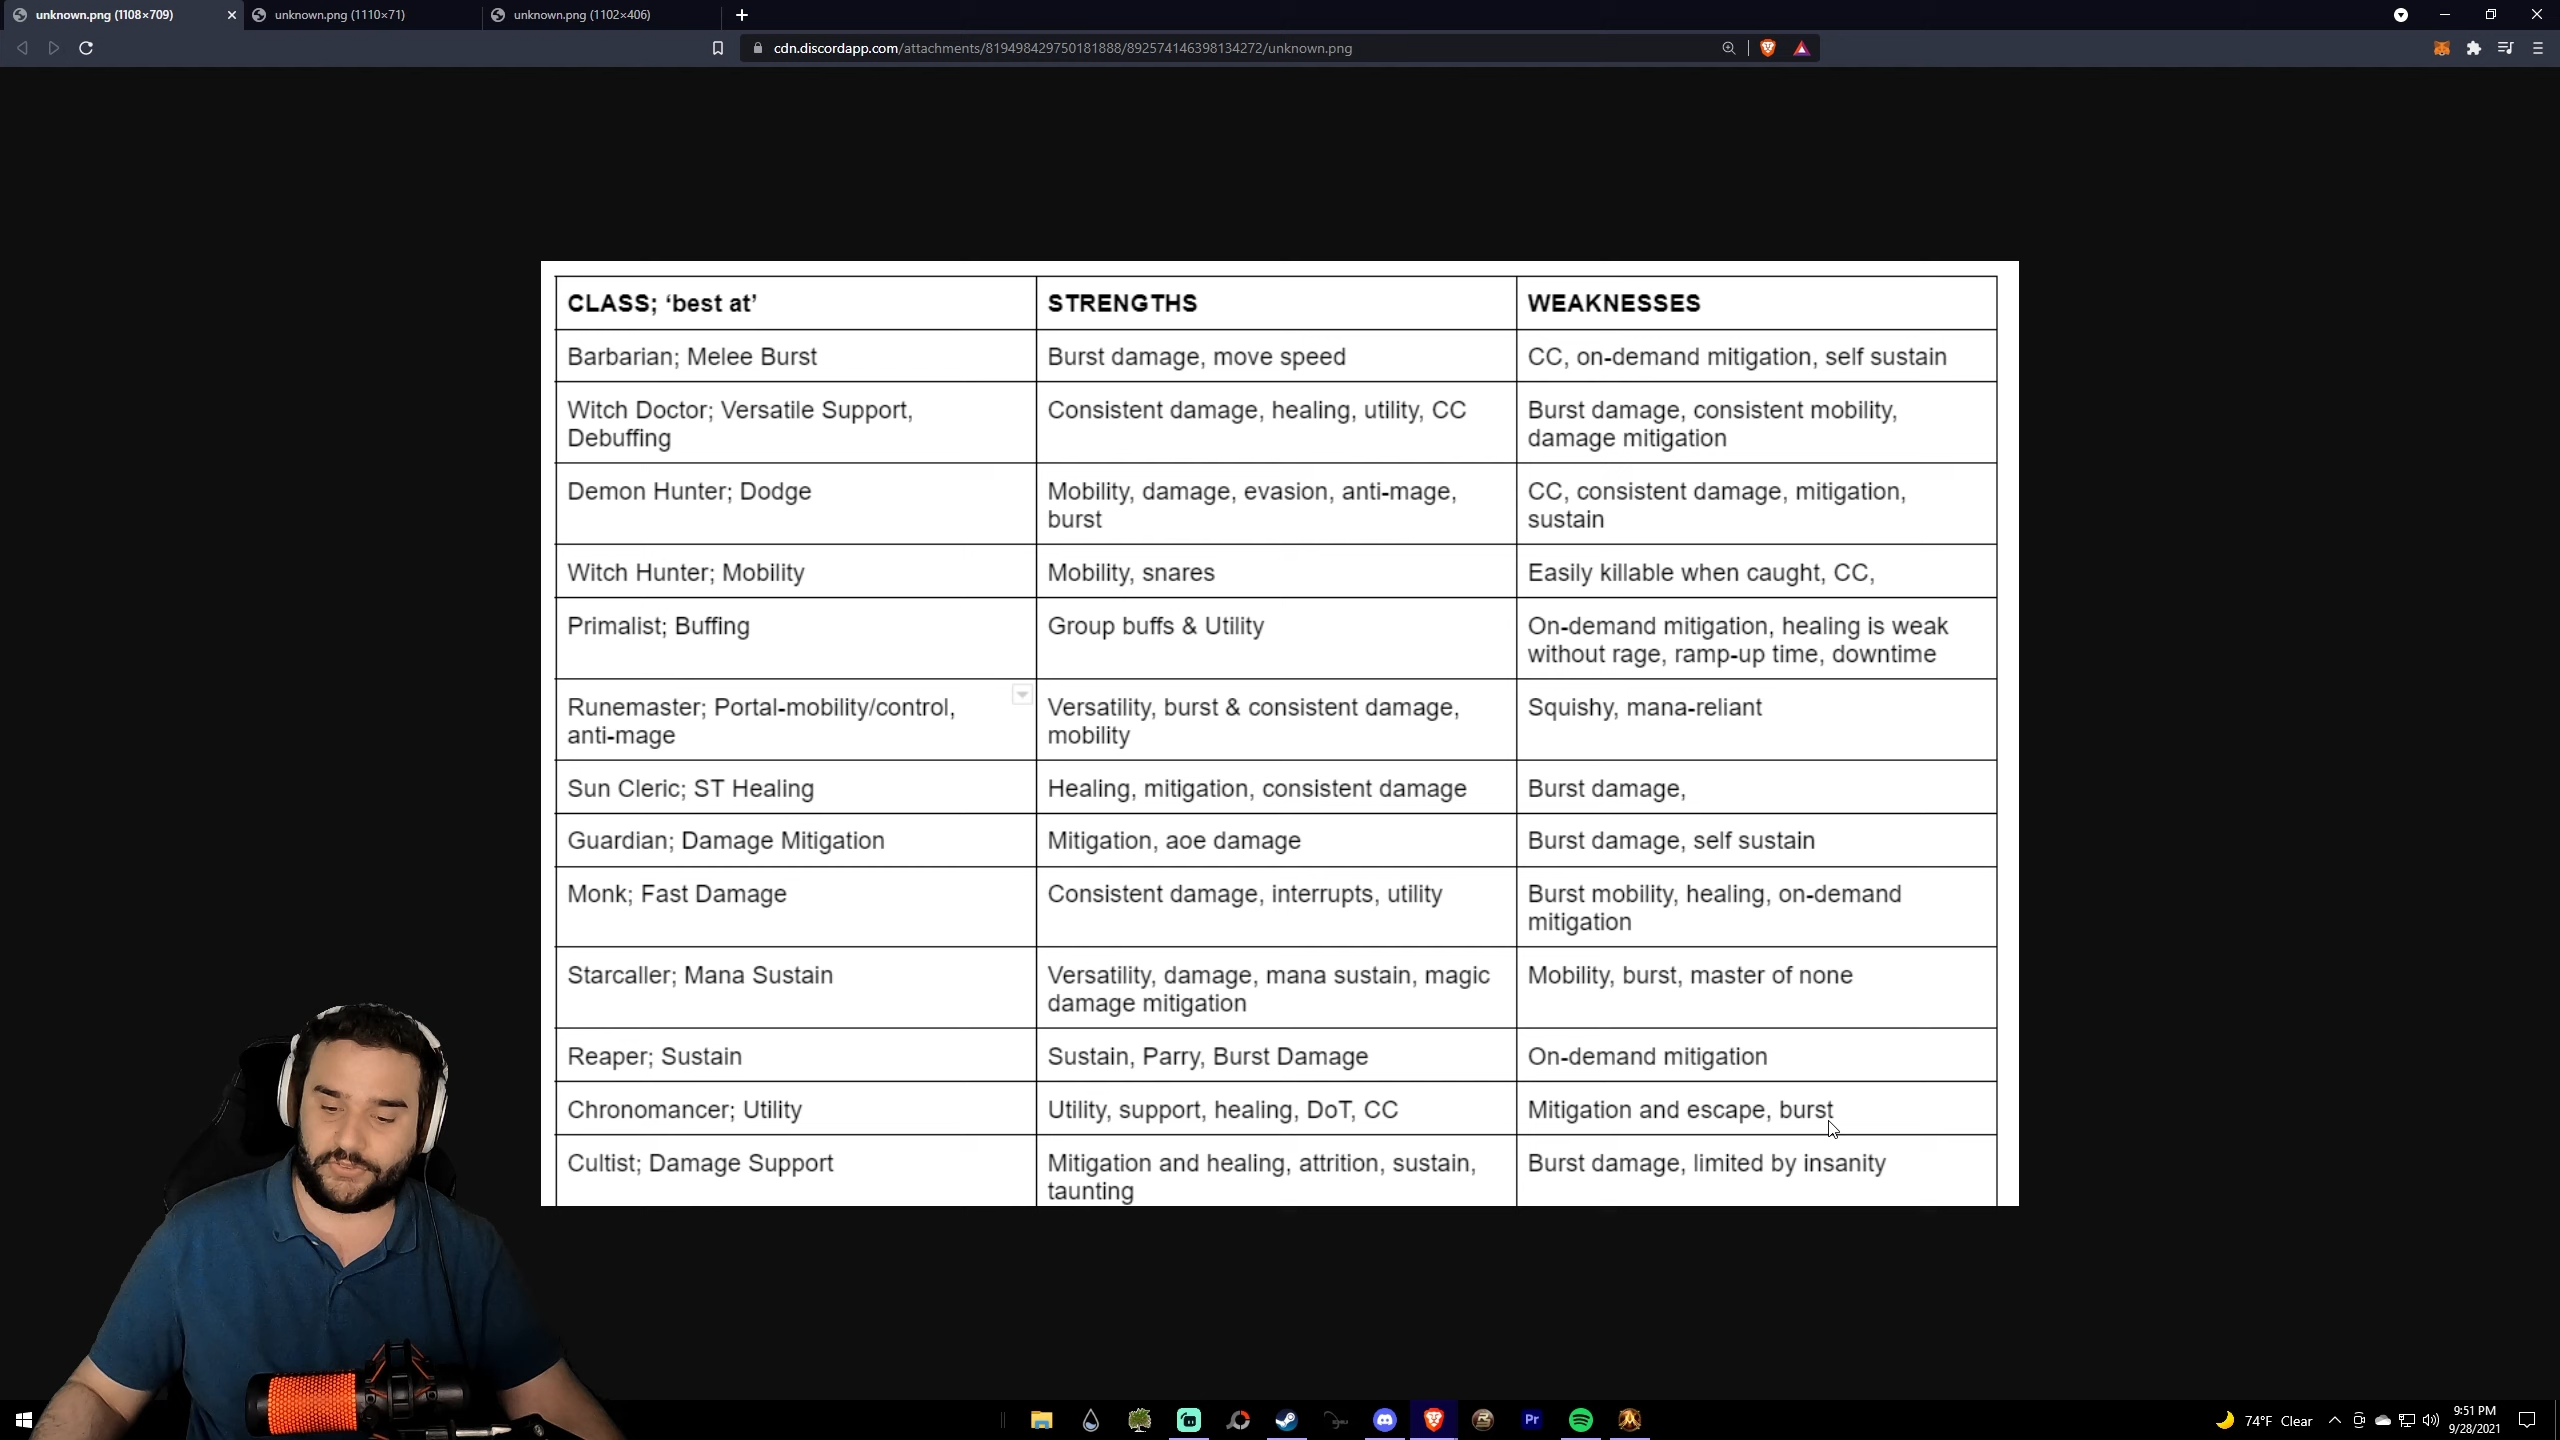 unknown.png (1108×709)
unknown.png (1110×71)
unknown.png (1102×406)
cdn.discordapp.com/attachments/819498429750181888/892574146398134272/unknown.png
CLASS; ‘best at’ STRENGTHS WEAKNESSES
Barbarian; Melee Burst Burst damage, move speed CC, on-demand mitigation, self sustain
Witch Doctor; Versatile Support, Consistent damage, healing, utility, CC Burst damage, consistent mobility,
Debuffing damage mitigation
Demon Hunter; Dodge Mobility, damage, evasion, anti-mage, CC, consistent damage, mitigation,
burst sustain
Witch Hunter; Mobility Mobility, snares Easily killable when caught, CC,
Primalist; Buffing Group buffs & Utility On-demand mitigation, healing is weak
without rage, ramp-up time, downtime
Runemaster; Portal-mobility/control, Versatility, burst & consistent damage, Squishy, mana-reliant
anti-mage mobility
Sun Cleric; ST Healing Healing, mitigation, consistent damage Burst damage,
Guardian; Damage Mitigation Mitigation, aoe damage Burst damage, self sustain
Monk; Fast Damage Consistent damage, interrupts, utility Burst mobility, healing, on-demand
mitigation
Starcaller; Mana Sustain Versatility, damage, mana sustain, magic Mobility, burst, master of none
damage mitigation
Reaper; Sustain Sustain, Parry, Burst Damage On-demand mitigation
Chronomancer; Utility Utility, support, healing, DoT, CC Mitigation and escape, burst
Cultist; Damage Support Mitigation and healing, attrition, sustain, Burst damage, limited by insanity
taunting
Pr
74°F Clear
9:51 PM
9/28/2021